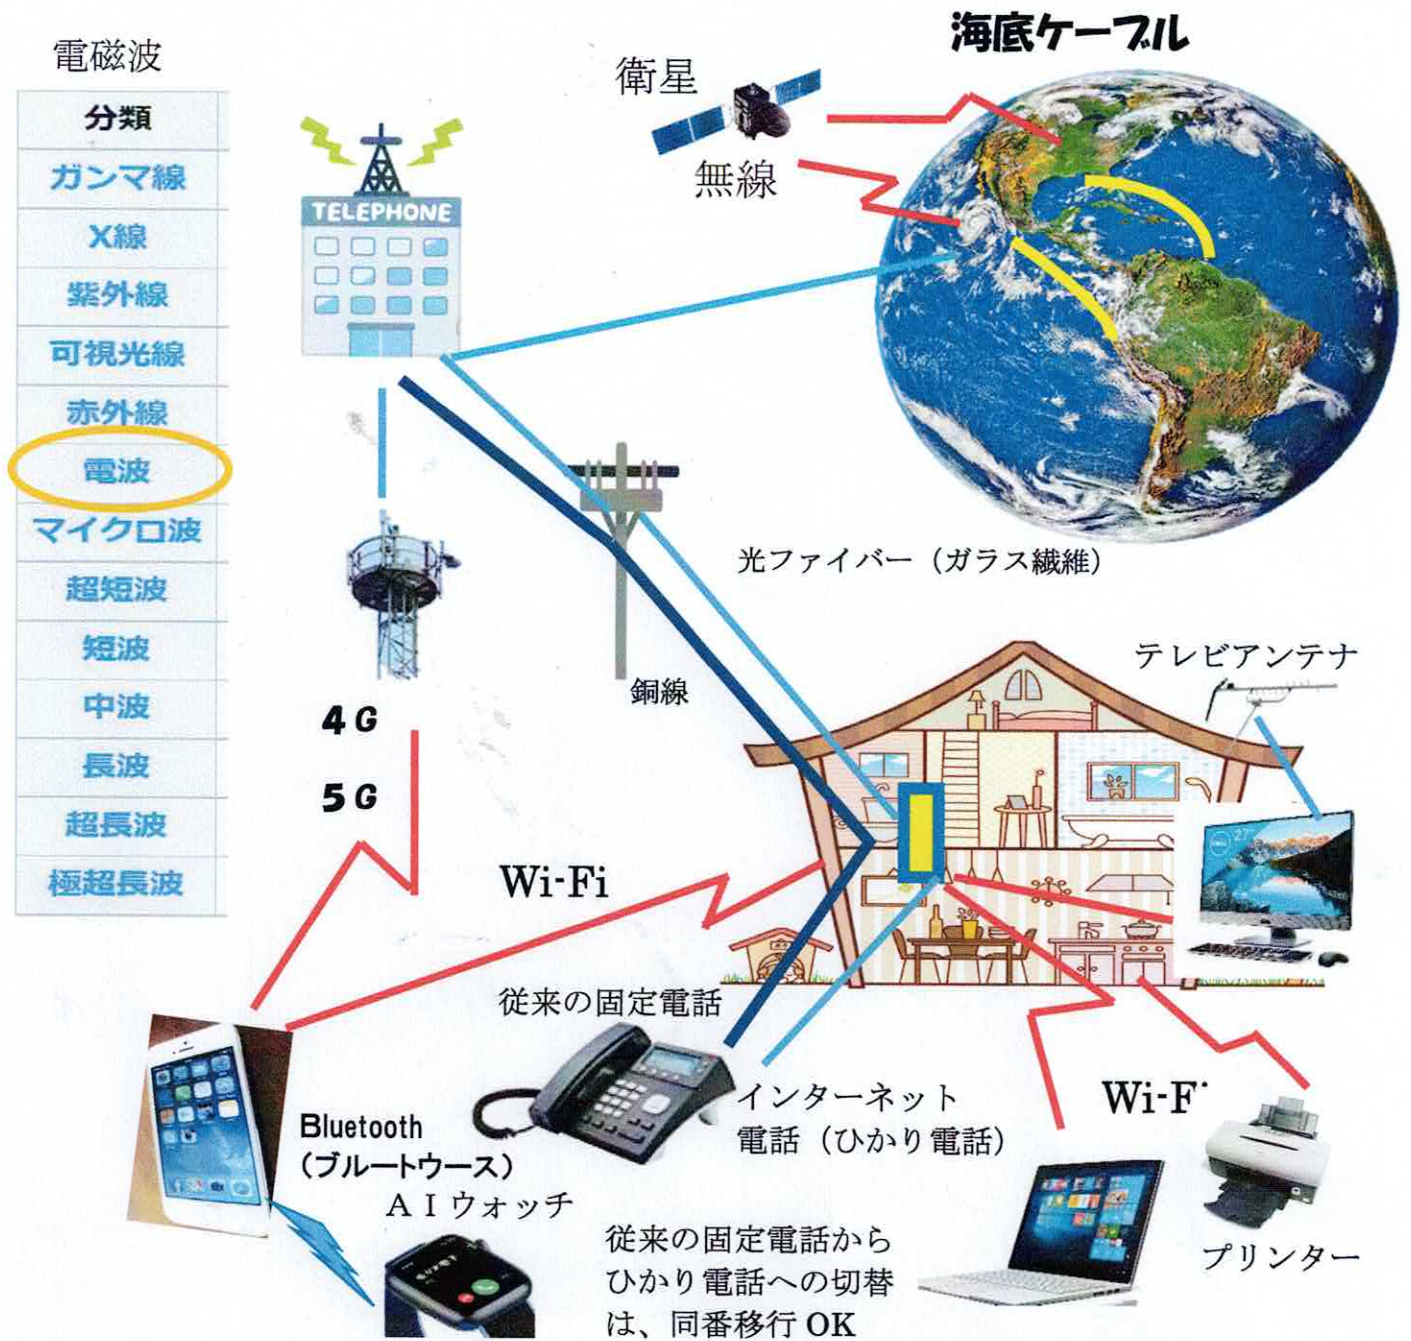 海底ケーブル
電磁波
分類
ガンマ線
X線
紫外線
可視光線
赤外線
電波
マイクロ波
超短波
短波
中波
長波
超長波
極超長波
衛星
無線
TELEPHONE
光ファイバー（ガラス繊維）
銅線
テレビアンテナ
4G
5G
27"
Wi-Fi
従来の固定電話
インターネット
電話（ひかり電話）
Wi-F
Bluetooth
（ブルートウース）
AIウォッチ
従来の固定電話から
ひかり電話への切替
は、同番移行 OK
プリンター